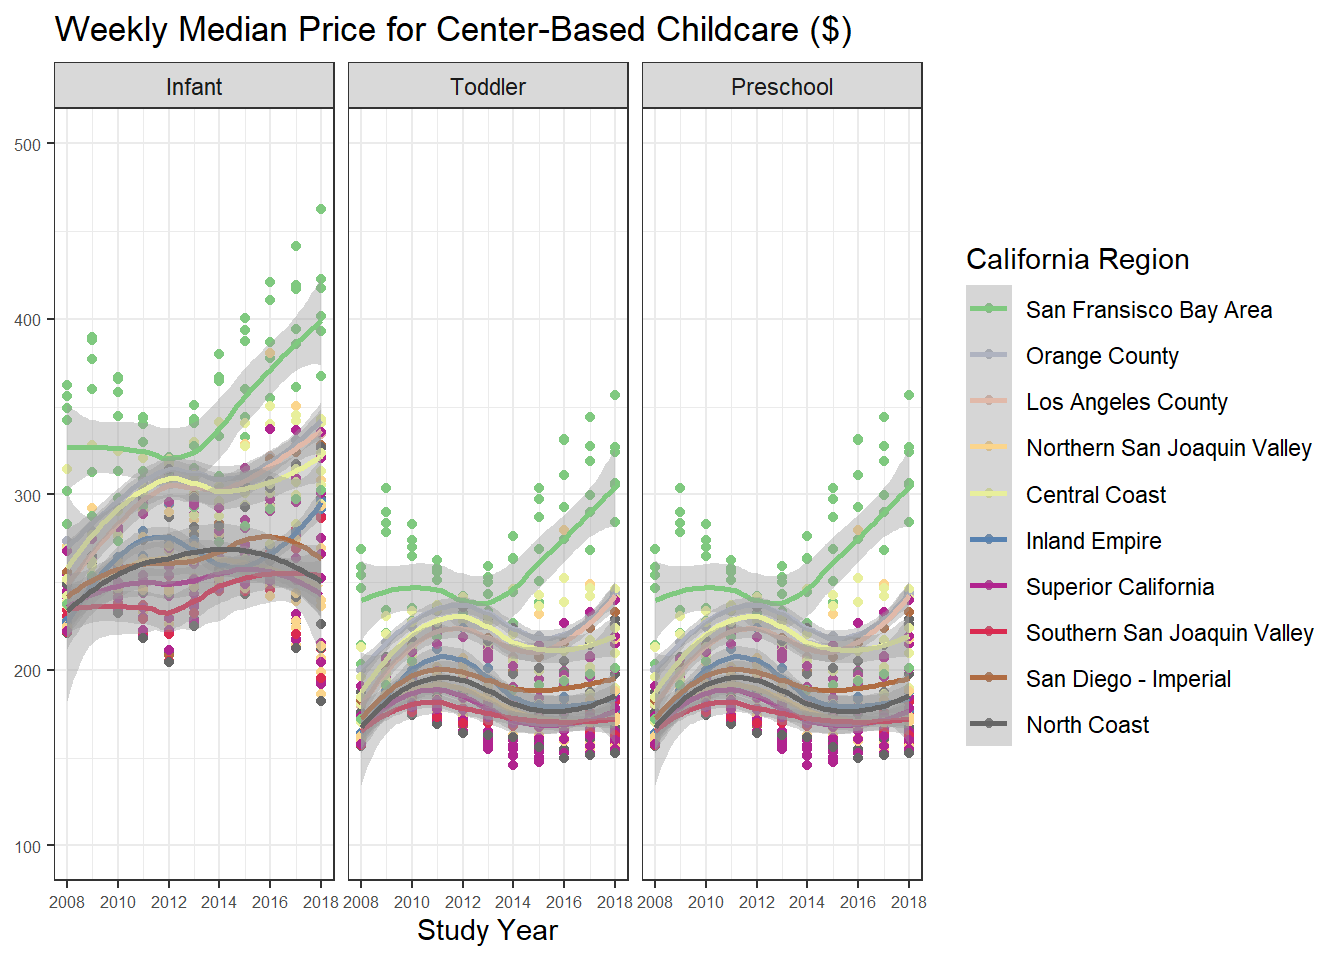 Weekly Median Price for Center-Based Childcare ($)
Infant
Toddler
Preschool
500
400
300
200
100
2008 2010 2012 2014 2016 2018
2008 2010 2012 2014 2016 2018
2008 2010 2012 2014 2016 2018
Study Year
California Region
San Fransisco Bay Area
Orange County
Los Angeles County
Northern San Joaquin Valley
Central Coast
Inland Empire
Superior California
Southern San Joaquin Valley
San Diego - Imperial
North Coast